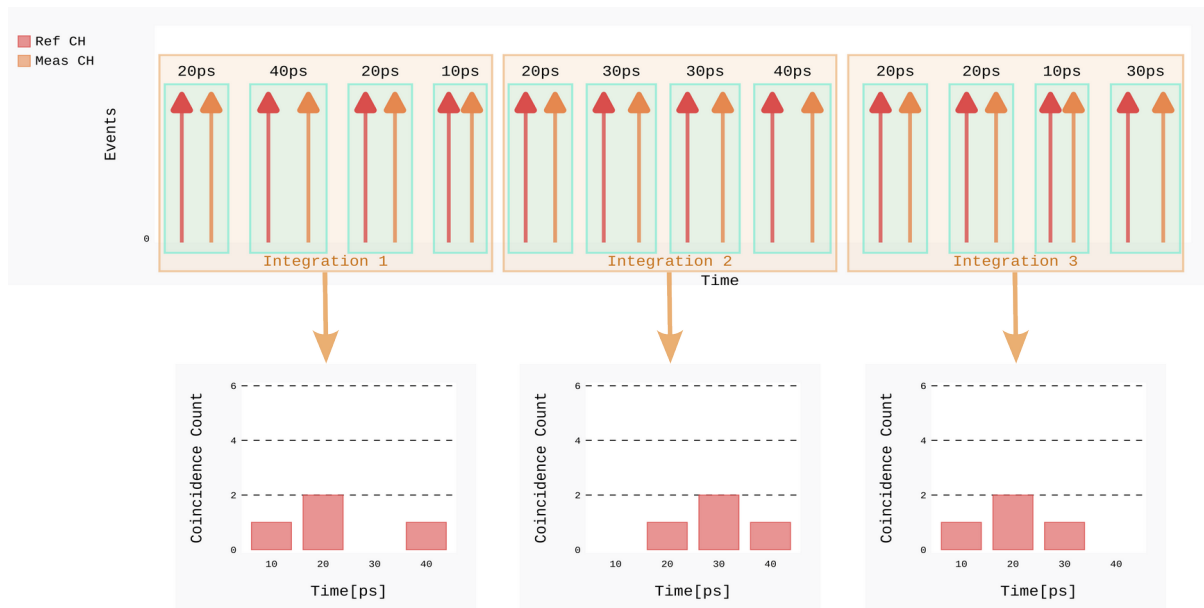 Ref CH
Meas CH
20ps 40ps 20ps 10ps 20ps 30ps 30ps 40ps 20ps 20ps 10ps 30ps
Events
0
Integration 1 Integration 2 Integration 3
Time
Coincidence Count
6
4
2
0
10 20 30 40
Time[ps]
Coincidence Count
6
4
2
0
10 20 30 40
Time[ps]
Coincidence Count
6
4
2
0
10 20 30 40
Time[ps]